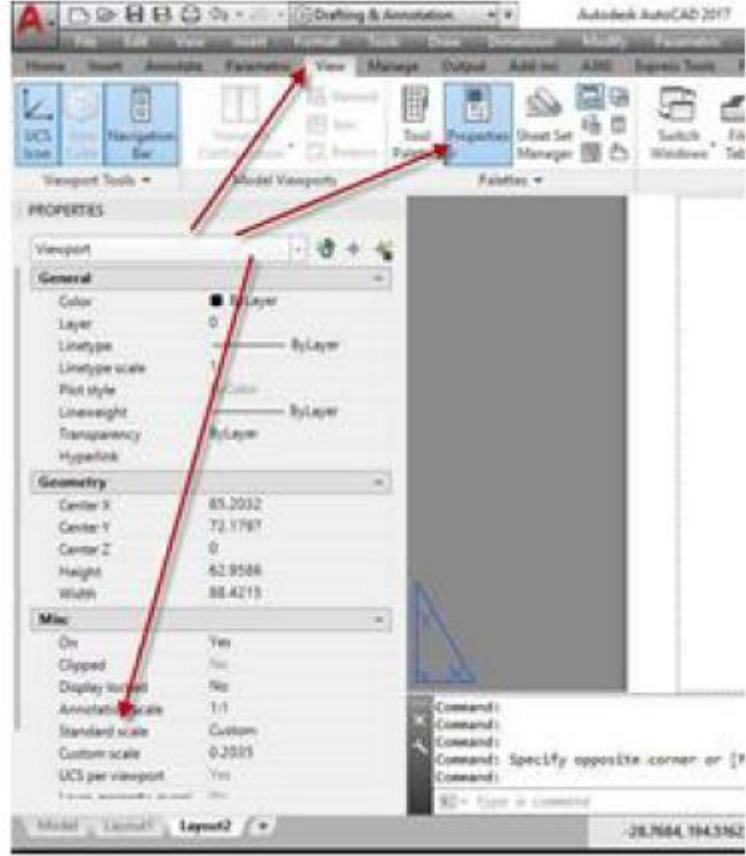 Drafting & Annotation
Autodesk AutoCAD 2017
Home Insert Annotate Parametric View Manage Output Add-ins A360 Express Tools
UCS Icon
Navigation Bar
Tool Palettes
Properties
Sheet Set Manager
Switch Windows
Viewport Tools
Model Viewports
Palettes
PROPERTIES
Viewport
General
Color ByLayer
Layer 0
Linetype ByLayer
Linetype scale
Plot style
Lineweight ByLayer
Transparency ByLayer
Hyperlink
Geometry
Center X 85.2032
Center Y
Center Z 0
Height 62.9586
Width 88.4215
Misc
On Yes
Clipped No
Display No
Annotation scale 1:1
Standard scale Custom
Custom scale 0.2035
UCS per viewport Yes
Command:
Command:
Command:
Command: Specify opposite corner or [F
Command:
Type a command
Model Layout1 Layout2 +